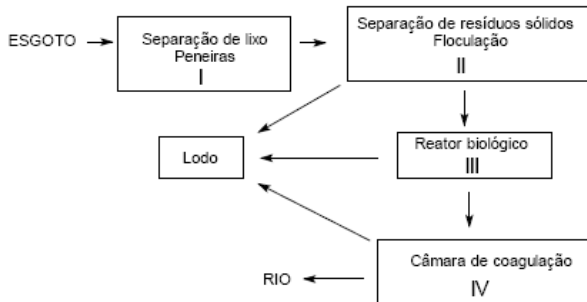 ESGOTO
Separação de lixo
Peneiras
I
Separação de resíduos sólidos
Floculação
II
Lodo
Reator biológico
III
Câmara de coagulação
IV
RIO